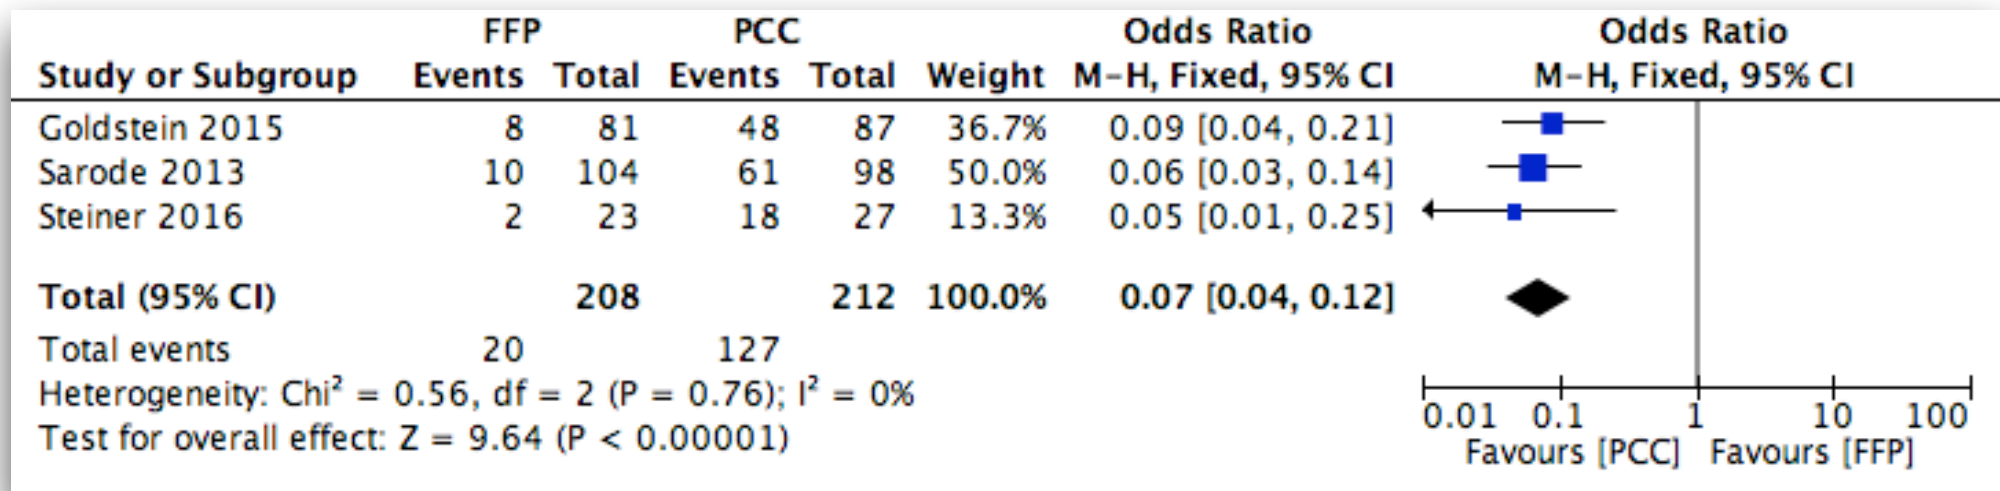 FFP PCC Odds Ratio Odds Ratio
Study or Subgroup Events Total Events Total Weight M-H, Fixed, 95% CI M-H, Fixed, 95% CI
Goldstein 2015 8 81 48 87 36.7% 0.09 [0.04, 0.21]
Sarode 2013 10 104 61 98 50.0% 0.06 [0.03, 0.14]
Steiner 2016 2 23 18 27 13.3% 0.05 [0.01, 0.25]
Total (95% CI) 208 212 100.0% 0.07 [0.04, 0.12]
Total events 20 127
Heterogeneity: Chi² = 0.56, df = 2 (P = 0.76); I² = 0%
Test for overall effect: Z = 9.64 (P < 0.00001)
0.01 0.1 1 10 100
Favours [PCC] Favours [FFP]